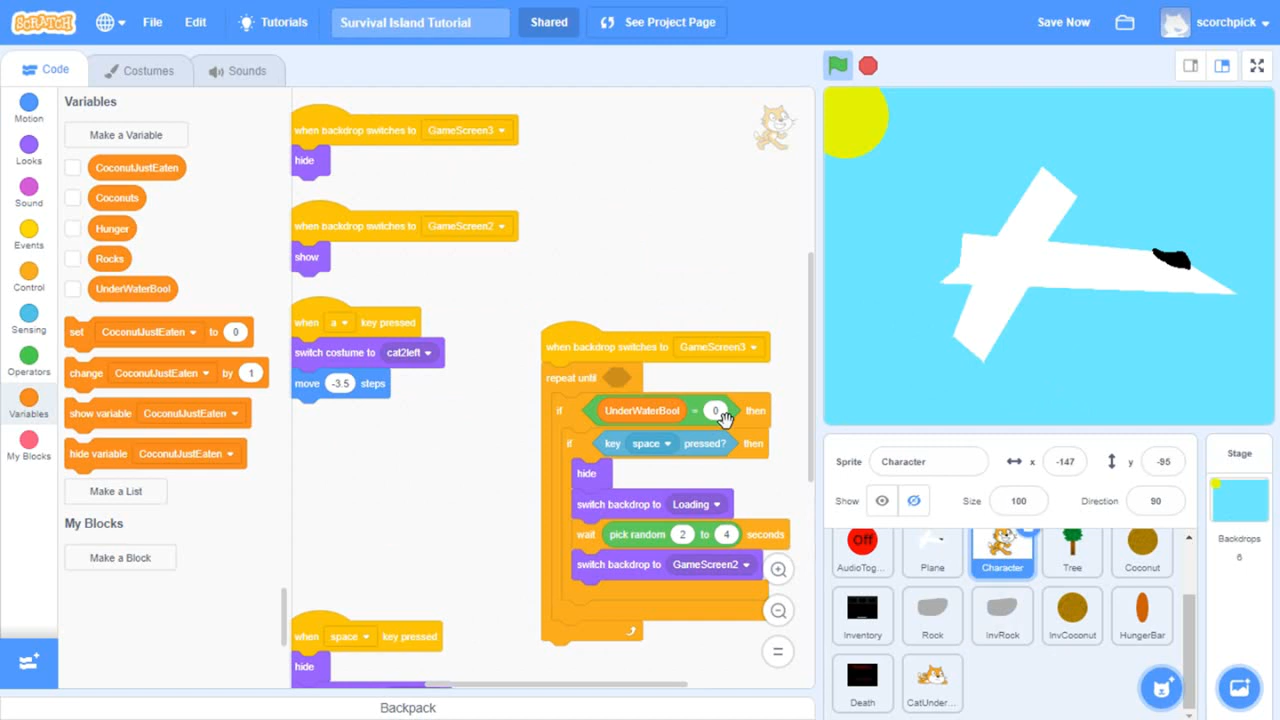 SCRATCH File Edit Tutorials Survival Island Tutorial Shared See Project Page Save Now scorchpick
Code Costumes Sounds
Motion
Looks
Sound
Events
Control
Sensing
Operators
Variables
My Blocks
Variables
Make a Variable
CoconutJustEaten
Coconuts
Hunger
Rocks
UnderWaterBool
set CoconutJustEaten to 0
change CoconutJustEaten by 1
show variable CoconutJustEaten
hide variable CoconutJustEaten
Make a List
My Blocks
Make a Block
when backdrop switches to GameScreen3
hide
when backdrop switches to GameScreen2
show
when a key pressed
switch costume to cat2left
move -3.5 steps
when backdrop switches to GameScreen3
repeat until
if UnderWaterBool = 0 then
if key space pressed? then
hide
switch backdrop to Loading
wait pick random 2 to 4 seconds
switch backdrop to GameScreen2
when space key pressed
hide
Backpack
Sprite Character x -147 y -95
Show Size 100 Direction 90
Stage
Backdrops
6
Off
AudioTog... Plane Character Tree Coconut
Inventory Rock InvRock InvCoconut HungerBar
Death CatUnder...